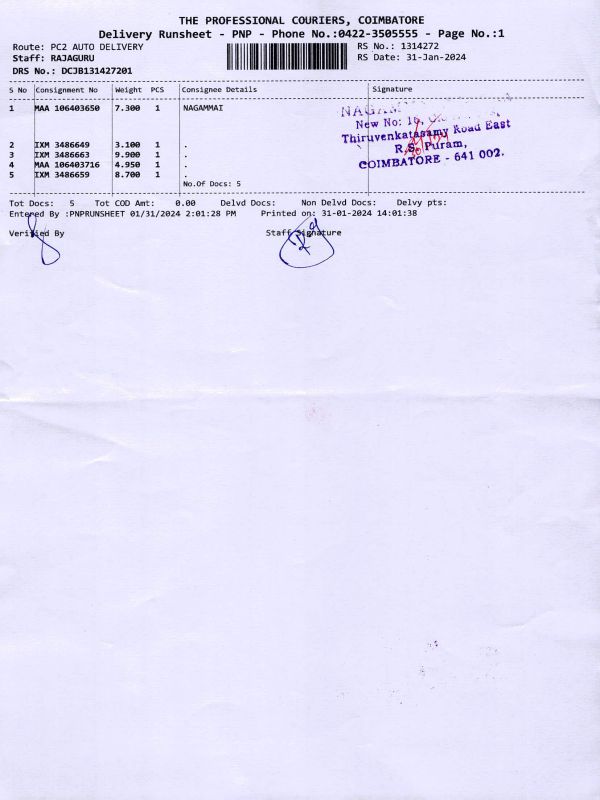 THE PROFESSIONAL COURIERS, COIMBATORE
Delivery Runsheet - PNP - Phone No.:0422-3505555 - Page No.:1
Route: PC2 AUTO DELIVERY
RS No.: 1314272
Staff: RAJAGURU
RS Date: 31-Jan-2024
DRS No.: DCJB131427201
S No Consignment No Weight PCS Consignee Details Signature
1 MAA 106403650 7.300 1 NAGAMMAI
2 IXM 3486649 3.100 1 .
3 IXM 3486663 9.900 1 .
4 MAA 106403716 4.950 1 .
5 IXM 3486659 8.700 1 .
No.Of Docs: 5
New No: 16,
Thiruvenkatasamy Road East
R.S. Puram,
COIMBATORE - 641 002.
Tot Docs: 5 Tot COD Amt: 0.00 Delvd Docs: Non Delvd Docs: Delvy pts:
Entered By :PNPRUNSHEET 01/31/2024 2:01:28 PM Printed on: 31-01-2024 14:01:38
Verified By Staff Signature